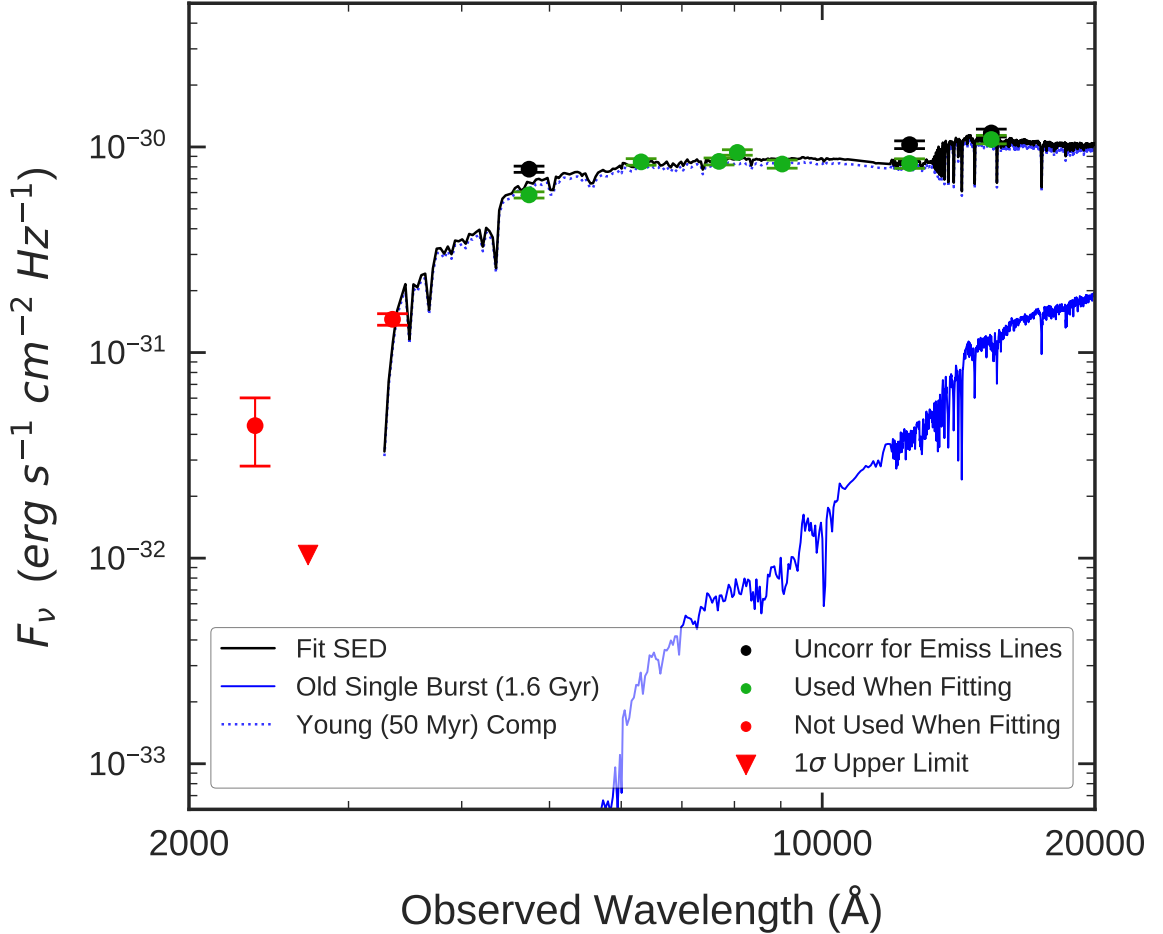 10⁻³⁰
10⁻³¹
10⁻³²
10⁻³³
F_ν (erg s⁻¹ cm⁻² Hz⁻¹)
Fit SED
Old Single Burst (1.6 Gyr)
Young (50 Myr) Comp
Uncorr for Emiss Lines
Used When Fitting
Not Used When Fitting
1σ Upper Limit
2000
10000
20000
Observed Wavelength (Å)